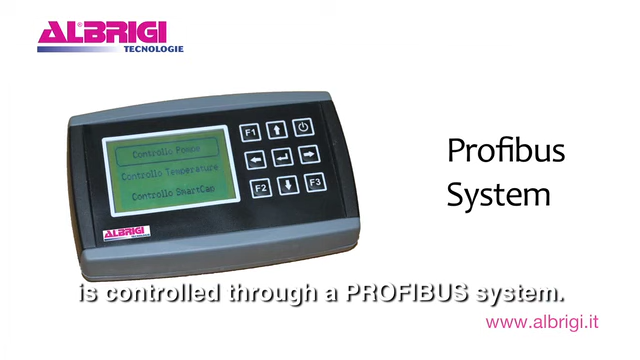 ALBRIGI
TECNOLOGIE
F1
Controllo Pompe
Controllo Temperature
Controllo SmartCap
F2
F3
ALBRIGI
Profibus
System
is controlled through a PROFIBUS system.
www.albrigi.it